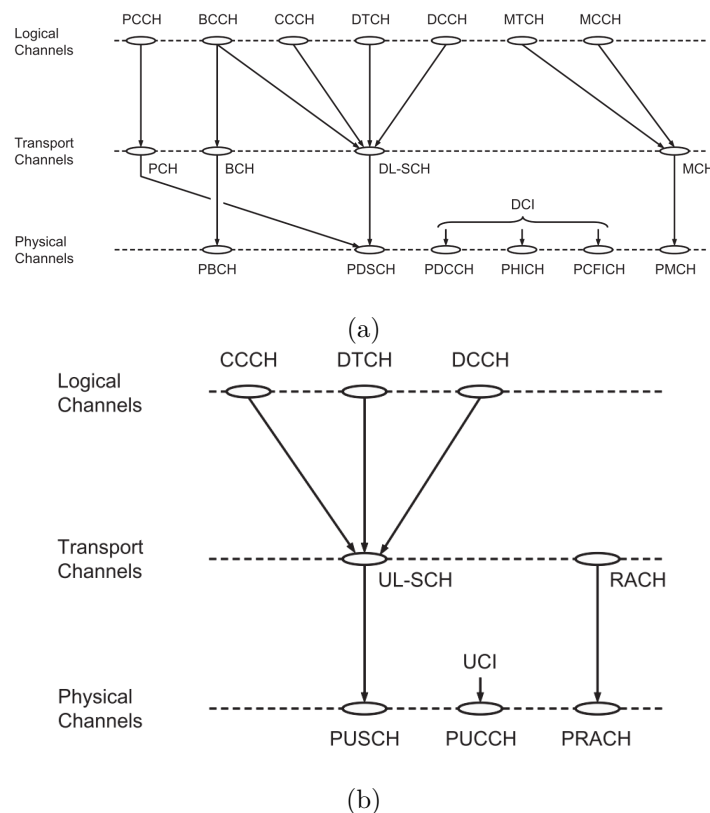 PCCH BCCH CCCH DTCH DCCH MTCH MCCH
Logical
Channels
Transport
Channels
PCH BCH DL-SCH MCH
DCI
Physical
Channels
PBCH PDSCH PDCCH PHICH PCFICH PMCH
(a)
CCCH DTCH DCCH
Logical
Channels
Transport
Channels
UL-SCH RACH
UCI
Physical
Channels
PUSCH PUCCH PRACH
(b)